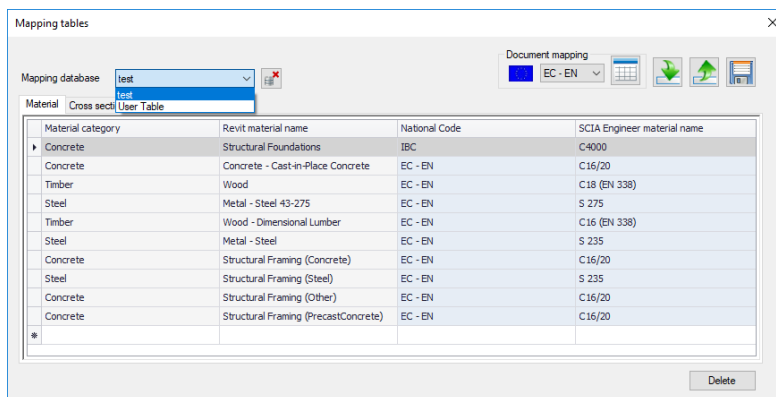 Mapping tables
Document mapping
Mapping database test EC - EN
test
User Table
Material Cross secti
Material category Revit material name National Code SCIA Engineer material name
Concrete Structural Foundations IBC C4000
Concrete Concrete - Cast-in-Place Concrete EC - EN C16/20
Timber Wood EC - EN C18 (EN 338)
Steel Metal - Steel 43-275 EC - EN S 275
Timber Wood - Dimensional Lumber EC - EN C16 (EN 338)
Steel Metal - Steel EC - EN S 235
Concrete Structural Framing (Concrete) EC - EN C16/20
Steel Structural Framing (Steel) EC - EN S 235
Concrete Structural Framing (Other) EC - EN C16/20
Concrete Structural Framing (PrecastConcrete) EC - EN C16/20
Delete